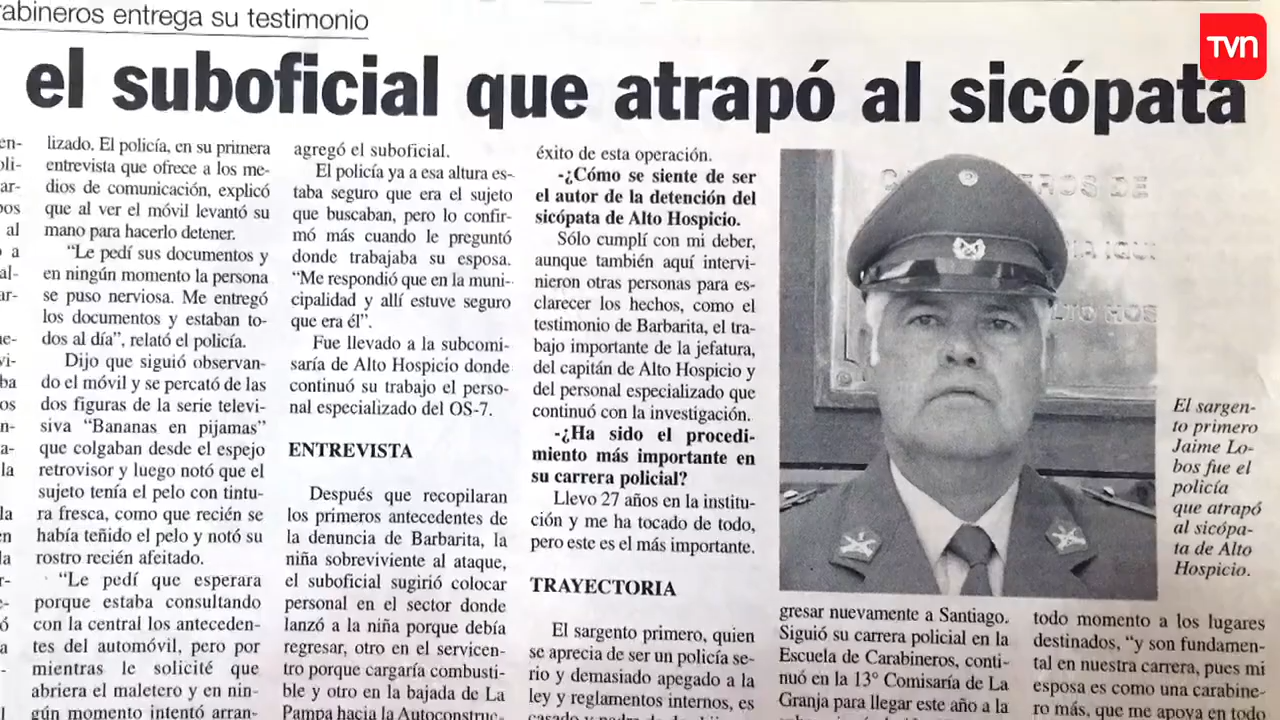 abineros entrega su testimonio
TVN
el suboficial que atrapó al sicópata
lizado. El policía, en su primera
entrevista que ofrece a los me-
dios de comunicación, explicó
que al ver el móvil levantó su
mano para hacerlo detener.
“Le pedí sus documentos y
en ningún momento la persona
se puso nerviosa. Me entregó
los documentos y estaban to-
dos al día”, relató el policía.
Dijo que siguió observan-
do el móvil y se percató de las
dos figuras de la serie televi-
siva “Bananas en pijamas”
que colgaban desde el espejo
retrovisor y luego notó que el
sujeto tenía el pelo con tintu-
ra fresca, como que recién se
había teñido el pelo y notó su
rostro recién afeitado.
“Le pedí que esperara
porque estaba consultando
con la central los anteceden-
tes del automóvil, pero por
mientras le solicité que
abriera el maletero y en nin-
gún momento intentó arran-
agregó el suboficial.
El policía ya a esa altura es-
taba seguro que era el sujeto
que buscaban, pero lo confir-
mó más cuando le preguntó
donde trabajaba su esposa.
“Me respondió que en la muni-
cipalidad y allí estuve seguro
que era él”.
Fue llevado a la subcomi-
saría de Alto Hospicio donde
continuó su trabajo el perso-
nal especializado del OS-7.
ENTREVISTA
Después que recopilaran
los primeros antecedentes de
la denuncia de Barbarita, la
niña sobreviviente al ataque,
el suboficial sugirió colocar
personal en el sector donde
lanzó a la niña porque debía
regresar, otro en el servicen-
tro porque cargaría combusti-
ble y otro en la bajada de La
Pampa hacia la Autoconstruc-
éxito de esta operación.
-¿Cómo se siente de ser
el autor de la detención del
sicópata de Alto Hospicio.
Sólo cumplí con mi deber,
aunque también aquí intervi-
nieron otras personas para es-
clarecer los hechos, como el
testimonio de Barbarita, el tra-
bajo importante de la jefatura,
del capitán de Alto Hospicio y
del personal especializado que
continuó con la investigación.
-¿Ha sido el procedi-
miento más importante en
su carrera policial?
Llevo 27 años en la institu-
ción y me ha tocado de todo,
pero este es el más importante.
TRAYECTORIA
El sargento primero, quien
se aprecia de ser un policía se-
rio y demasiado apegado a la
ley y reglamentos internos, es
El sargen-
to primero
Jaime Lo-
bos fue el
policía
que atrapó
al sicópa-
ta de Alto
Hospicio.
gresar nuevamente a Santiago.
Siguió su carrera policial en la
Escuela de Carabineros, conti-
nuó en la 13° Comisaría de La
Granja para llegar este año a la
todo momento a los lugares
destinados, “y son fundamen-
tal en nuestra carrera, pues mi
esposa es como una carabine-
ro más, que me apoya en todo